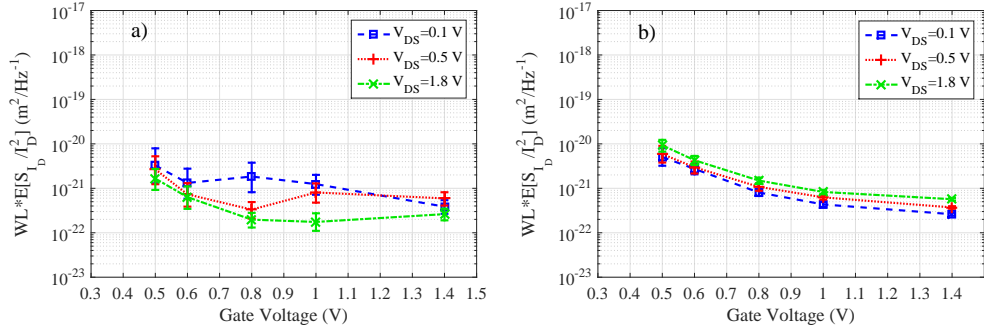 a)
V_DS=0.1 V
V_DS=0.5 V
V_DS=1.8 V
WL*E[S_I_D/I_D^2] (m^2/Hz^-1)
10^-17
10^-18
10^-19
10^-20
10^-21
10^-22
10^-23
0.3 0.4 0.5 0.6 0.7 0.8 0.9 1 1.1 1.2 1.3 1.4 1.5
Gate Voltage (V)
b)
V_DS=0.1 V
V_DS=0.5 V
V_DS=1.8 V
WL*E[S_I_D/I_D^2] (m^2/Hz^-1)
10^-17
10^-18
10^-19
10^-20
10^-21
10^-22
10^-23
0.3 0.4 0.5 0.6 0.7 0.8 0.9 1 1.1 1.2 1.3 1.4
Gate Voltage (V)